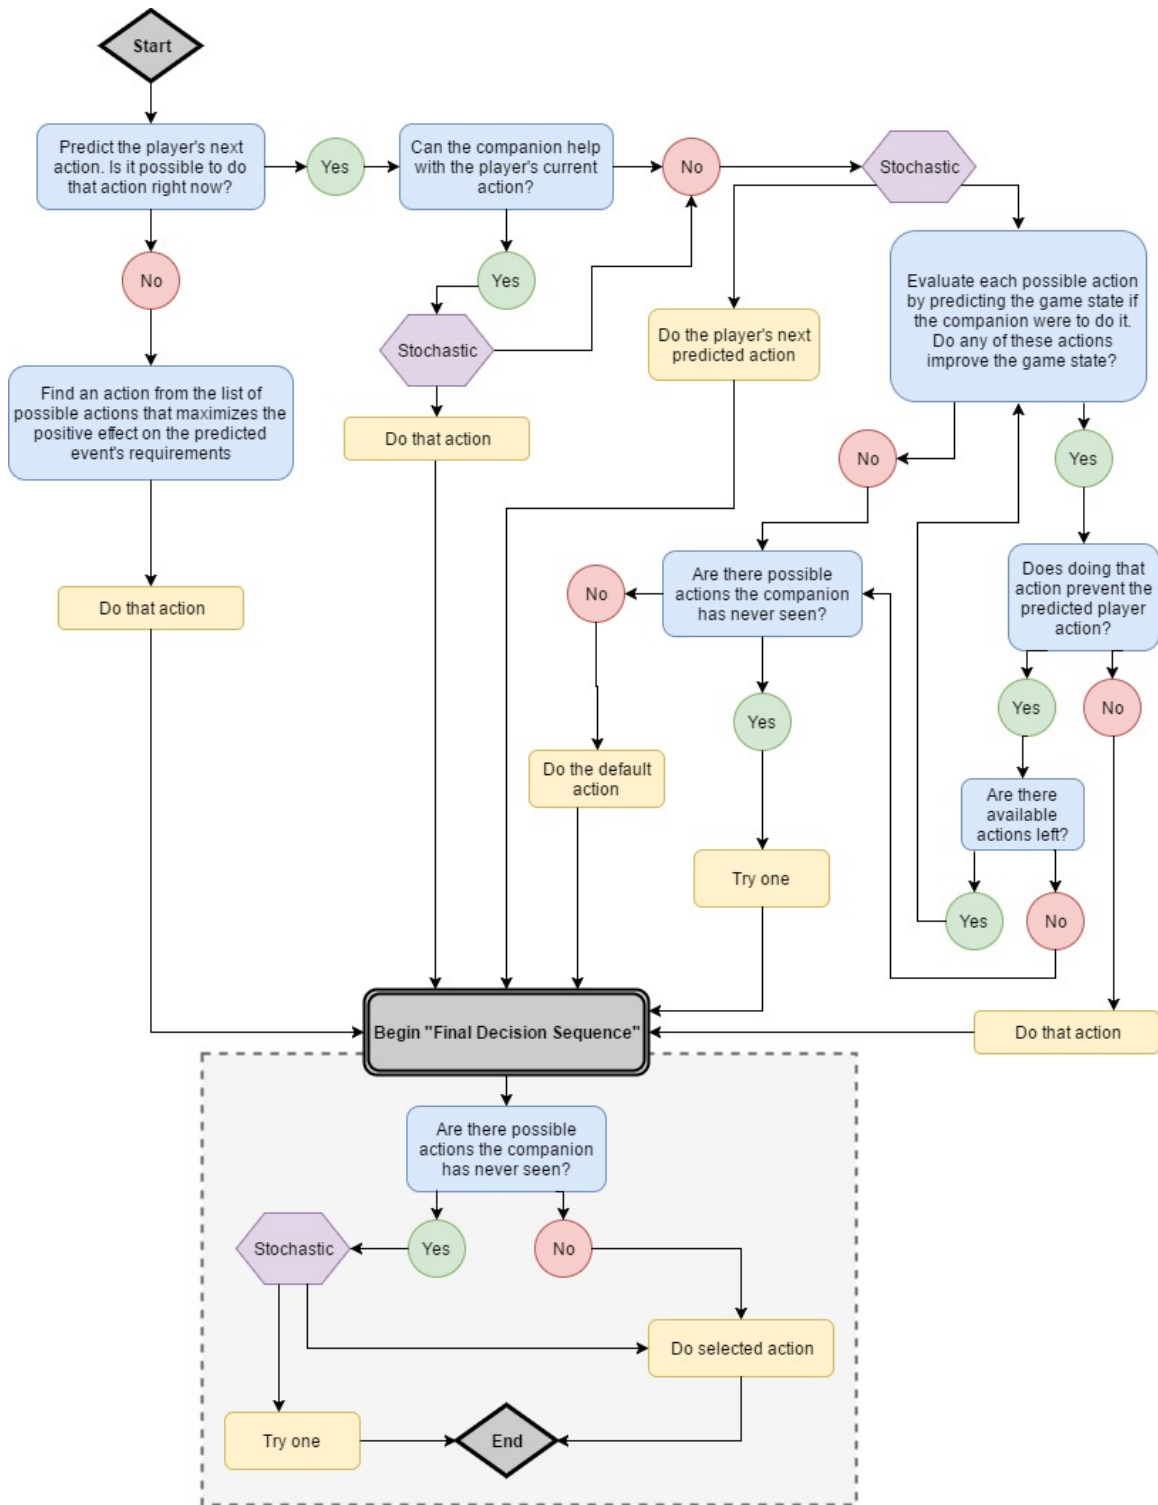 Start
Predict the player's next
action. Is it possible to do
that action right now?
Yes
Can the companion help
with the player's current
action?
No
Stochastic
No
Yes
Stochastic
Evaluate each possible action
by predicting the game state if
the companion were to do it.
Do any of these actions
improve the game state?
Do the player's next
predicted action
Find an action from the list of
possible actions that maximizes the
positive effect on the predicted
event's requirements
Do that action
No
Yes
Does doing that
action prevent the
predicted player
action?
Are there possible
actions the companion
has never seen?
No
Do that action
Yes
Yes
No
Do the default
action
Are there
available
actions left?
Try one
Yes
No
Begin "Final Decision Sequence"
Do that action
Are there possible
actions the companion
has never seen?
Stochastic
Yes
No
Do selected action
Try one
End